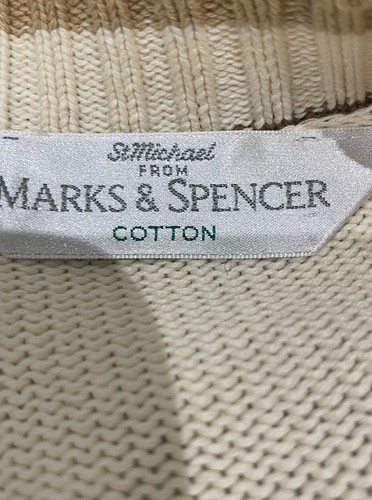 St Michael
FROM
MARKS & SPENCER
COTTON